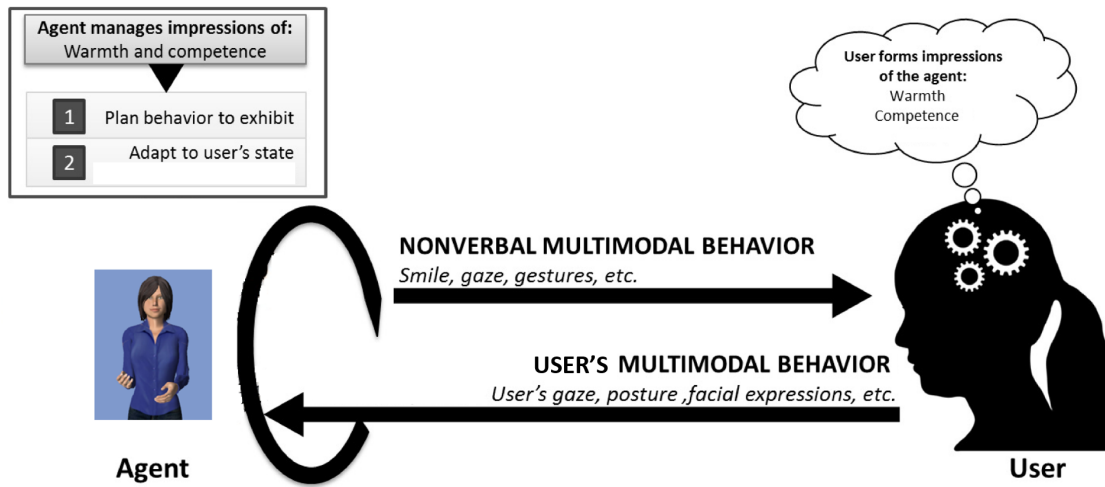 Agent manages impressions of:
Warmth and competence
1 Plan behavior to exhibit
2 Adapt to user's state
User forms impressions
of the agent:
Warmth
Competence
NONVERBAL MULTIMODAL BEHAVIOR
Smile, gaze, gestures, etc.
USER'S MULTIMODAL BEHAVIOR
User's gaze, posture ,facial expressions, etc.
Agent
User